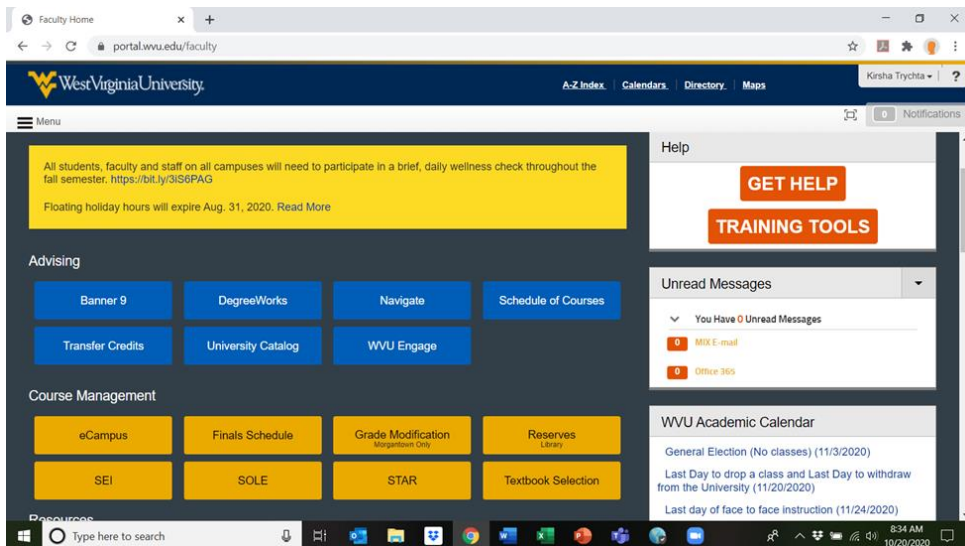 Faculty Home
portal.wvu.edu/faculty
WestVirginiaUniversity.
A-Z Index Calendars Directory Maps
Kirsha Trychta ?
Menu
0 Notifications
All students, faculty and staff on all campuses will need to participate in a brief, daily wellness check throughout the
fall semester. https://bit.ly/3iS6PAG
Floating holiday hours will expire Aug. 31, 2020. Read More
Advising
Banner 9
DegreeWorks
Navigate
Schedule of Courses
Transfer Credits
University Catalog
WVU Engage
Course Management
eCampus
Finals Schedule
Grade Modification
Morgantown Only
Reserves
Library
SEI
SOLE
STAR
Textbook Selection
Resources
Help
GET HELP
TRAINING TOOLS
Unread Messages
You Have 0 Unread Messages
0 MIX E-mail
0 Office 365
WVU Academic Calendar
General Election (No classes) (11/3/2020)
Last Day to drop a class and Last Day to withdraw
from the University (11/20/2020)
Last day of face to face instruction (11/24/2020)
Type here to search
8:34 AM
10/20/2020